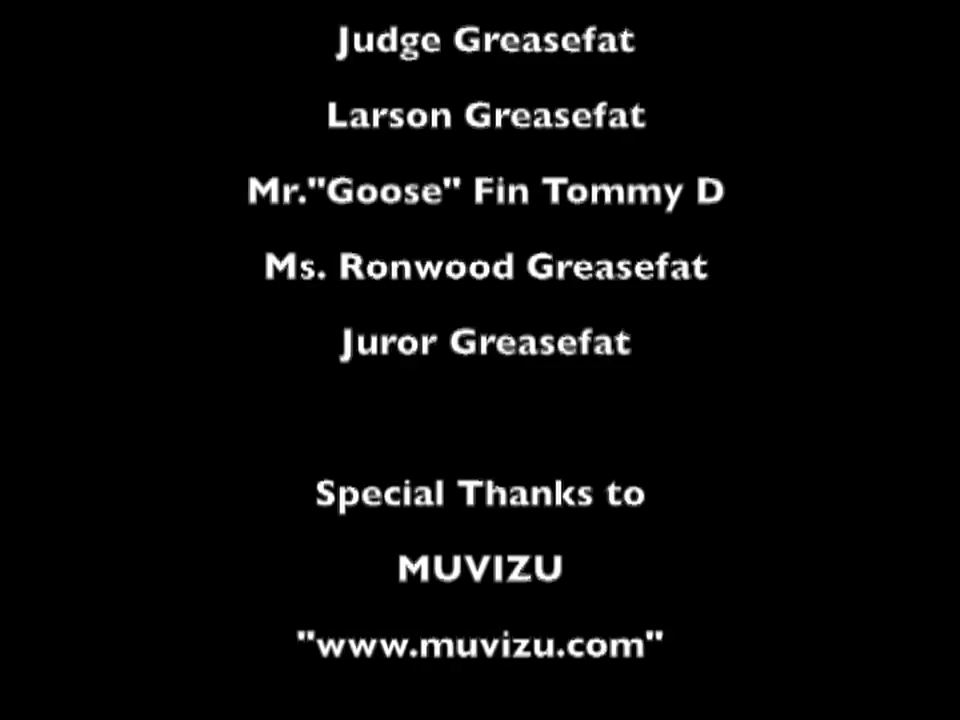 Judge Greasefat
Larson Greasefat
Mr."Goose" Fin Tommy D
Ms. Ronwood Greasefat
Juror Greasefat
Special Thanks to
MUVIZU
"www.muvizu.com"